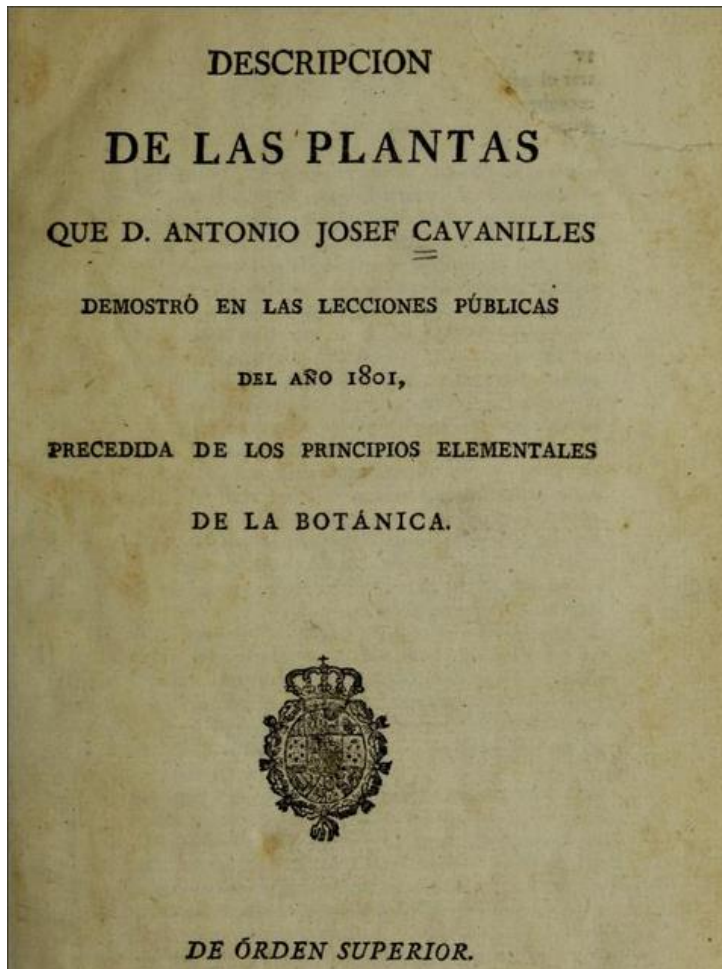 DESCRIPCION
DE LAS PLANTAS
QUE D. ANTONIO JOSEF CAVANILLES
DEMOSTRÓ EN LAS LECCIONES PÚBLICAS
DEL AÑO 1801,
PRECEDIDA DE LOS PRINCIPIOS ELEMENTALES
DE LA BOTÁNICA.
DE ÓRDEN SUPERIOR.